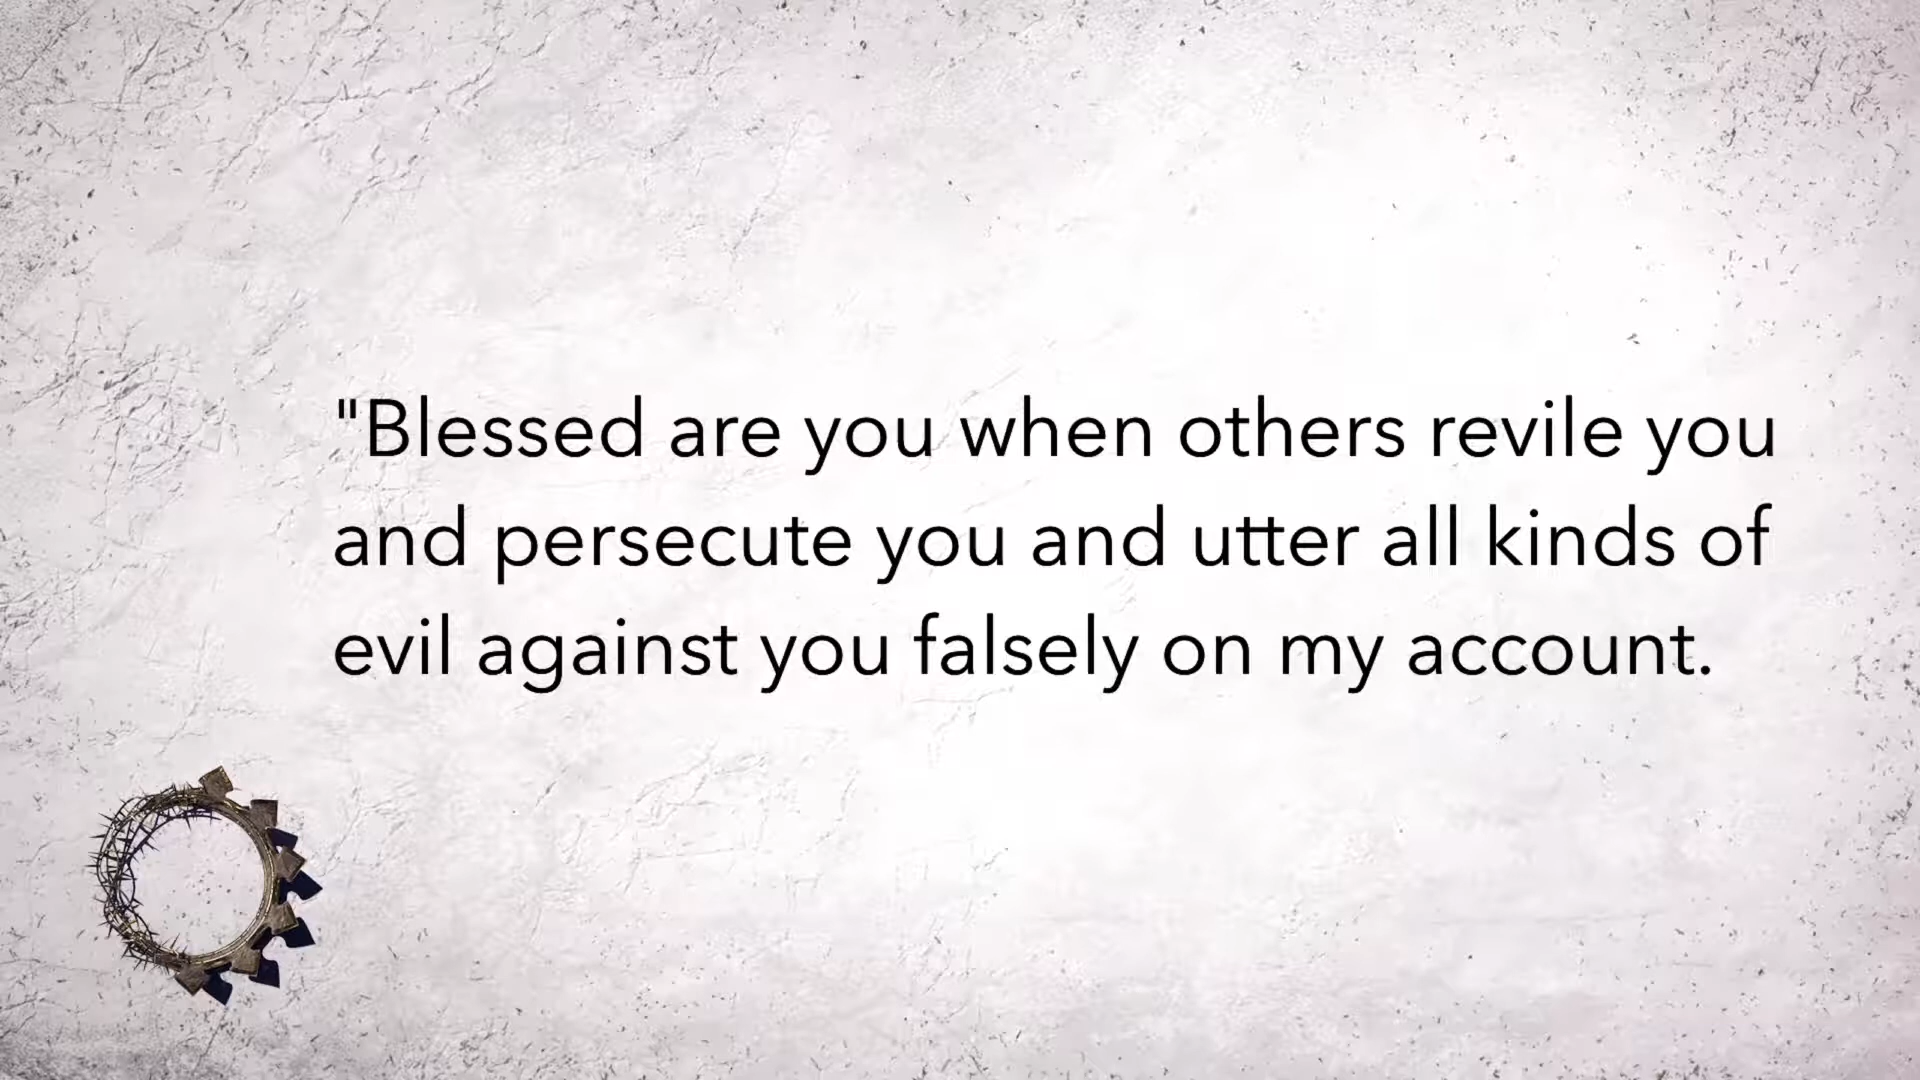 "Blessed are you when others revile you
and persecute you and utter all kinds of
evil against you falsely on my account.